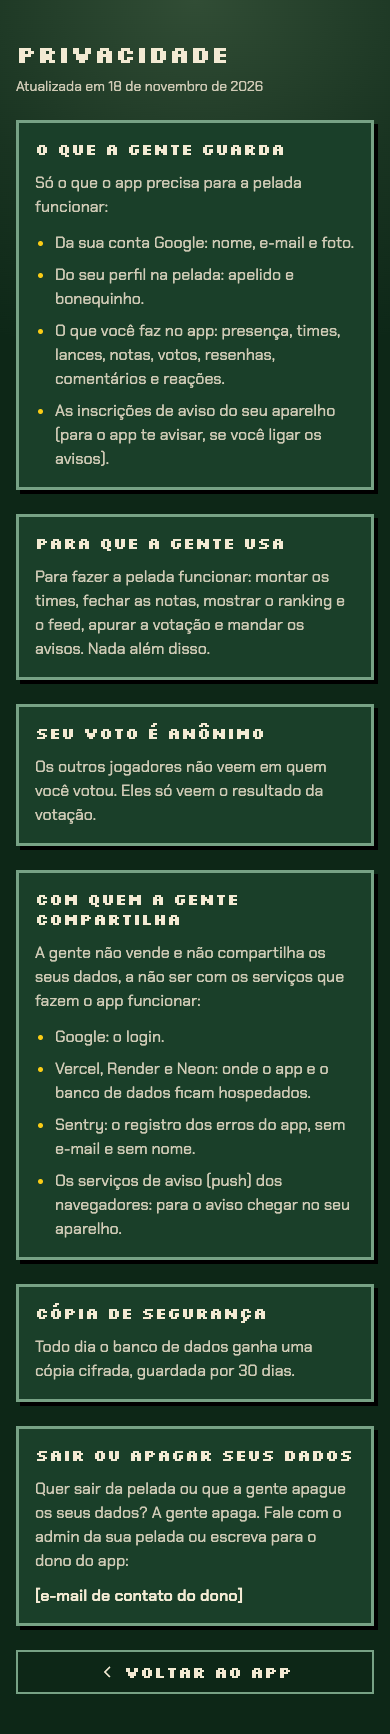 PRIVACIDADE
Atualizada em 18 de novembro de 2026
O QUE A GENTE GUARDA
Só o que o app precisa para a pelada
funcionar:
• Da sua conta Google: nome, e-mail e foto.
• Do seu perfil na pelada: apelido e
bonequinho.
• O que você faz no app: presença, times,
lances, notas, votos, resenhas,
comentários e reações.
• As inscrições de aviso do seu aparelho
(para o app te avisar, se você ligar os
avisos).
PARA QUE A GENTE USA
Para fazer a pelada funcionar: montar os
times, fechar as notas, mostrar o ranking e
o feed, apurar a votação e mandar os
avisos. Nada além disso.
SEU VOTO É ANÔNIMO
Os outros jogadores não veem em quem
você votou. Eles só veem o resultado da
votação.
COM QUEM A GENTE
COMPARTILHA
A gente não vende e não compartilha os
seus dados, a não ser com os serviços que
fazem o app funcionar:
• Google: o login.
• Vercel, Render e Neon: onde o app e o
banco de dados ficam hospedados.
• Sentry: o registro dos erros do app, sem
e-mail e sem nome.
• Os serviços de aviso (push) dos
navegadores: para o aviso chegar no seu
aparelho.
CÓPIA DE SEGURANÇA
Todo dia o banco de dados ganha uma
cópia cifrada, guardada por 30 dias.
SAIR OU APAGAR SEUS DADOS
Quer sair da pelada ou que a gente apague
os seus dados? A gente apaga. Fale com o
admin da sua pelada ou escreva para o
dono do app:
[e-mail de contato do dono]
< VOLTAR AO APP